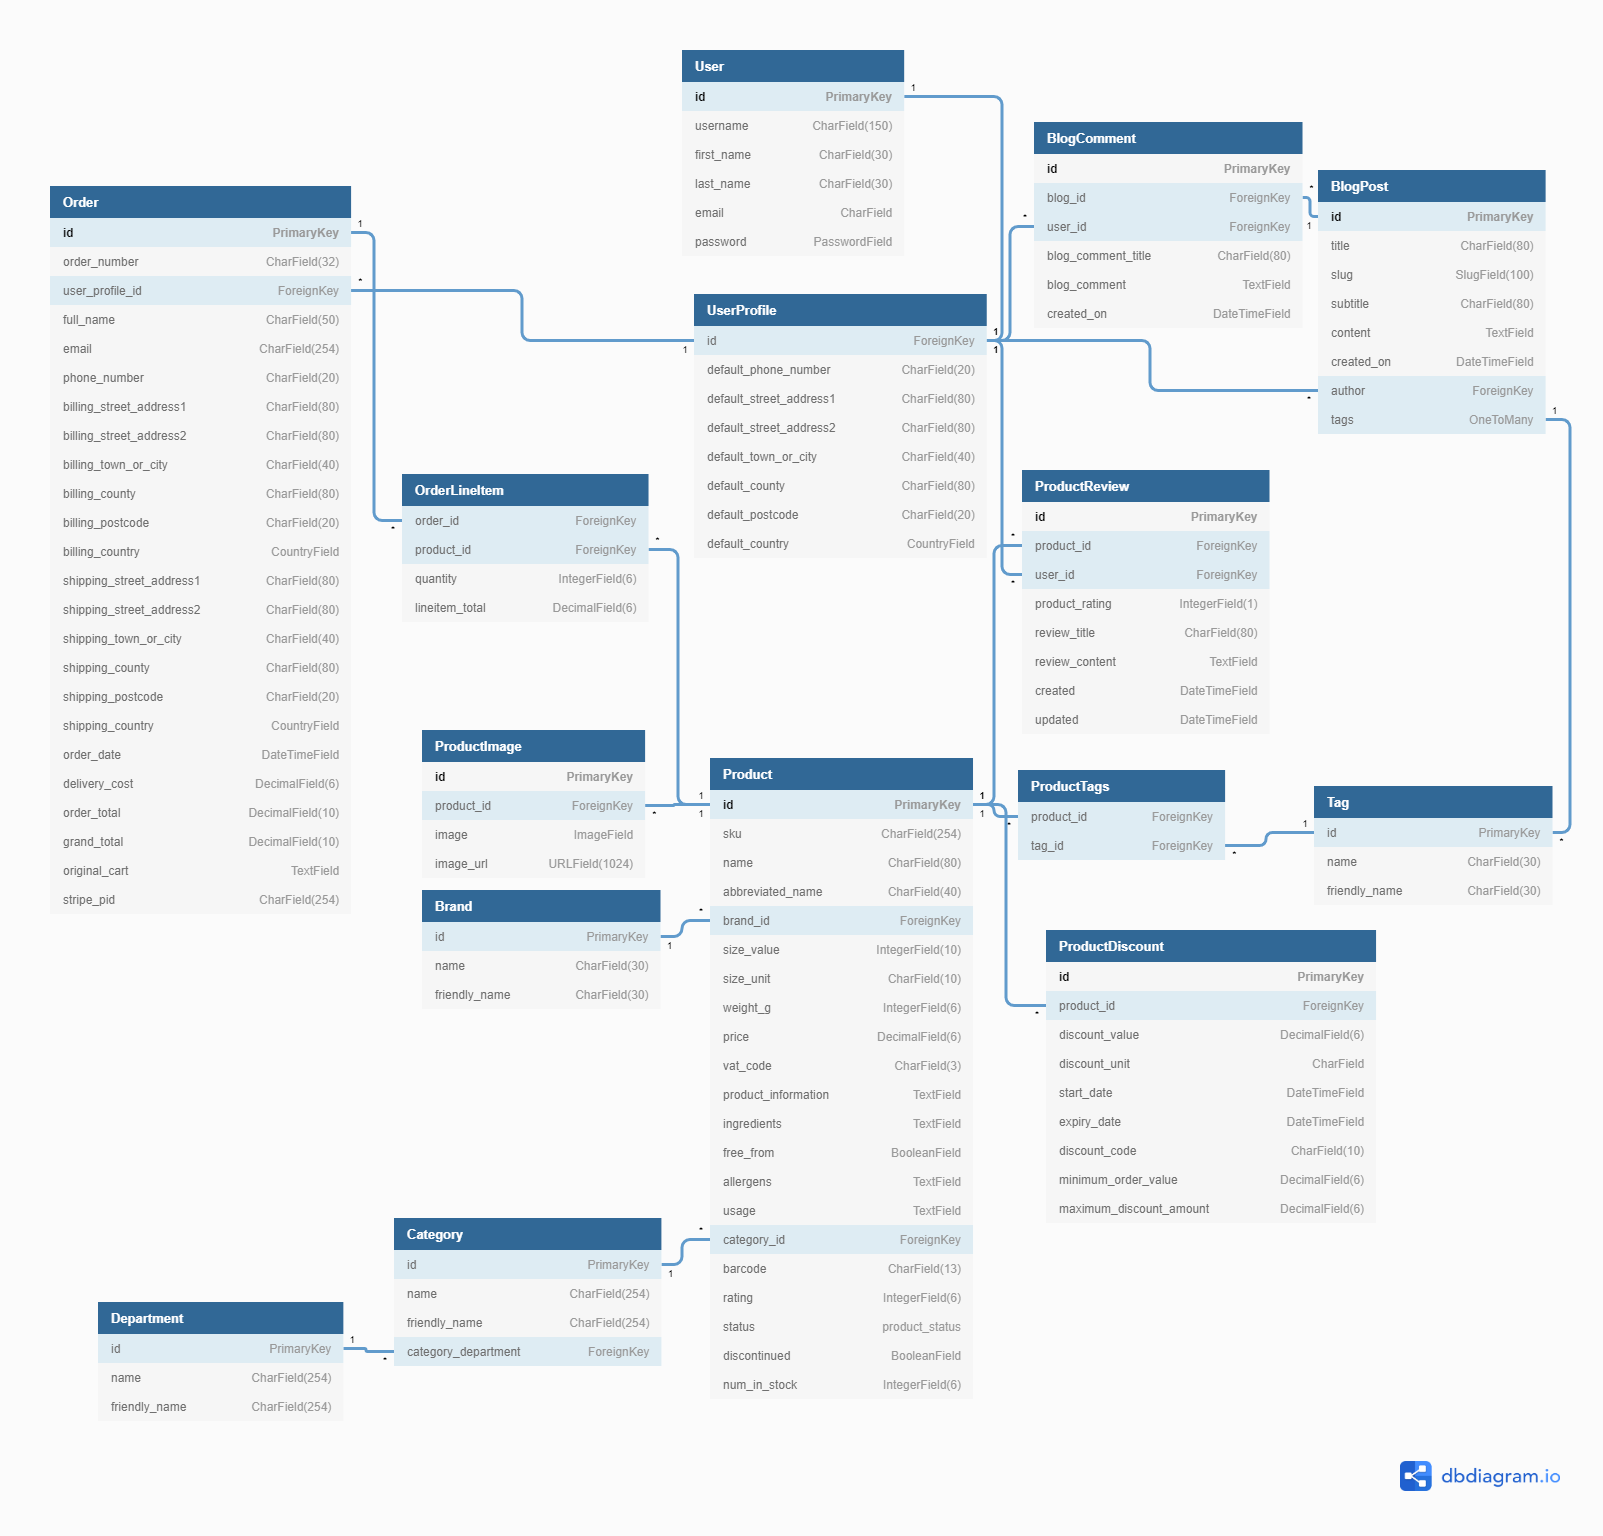 User
id PrimaryKey
username CharField(150)
first_name CharField(30)
last_name CharField(30)
email CharField
password PasswordField
1
BlogComment
id PrimaryKey
blog_id ForeignKey
user_id ForeignKey
blog_comment_title CharField(80)
blog_comment TextField
created_on DateTimeField
*
*
1
BlogPost
id PrimaryKey
title CharField(80)
slug SlugField(100)
subtitle CharField(80)
content TextField
created_on DateTimeField
author ForeignKey
tags OneToMany
*
1
Order
id PrimaryKey
order_number CharField(32)
user_profile_id ForeignKey
full_name CharField(50)
email CharField(254)
phone_number CharField(20)
billing_street_address1 CharField(80)
billing_street_address2 CharField(80)
billing_town_or_city CharField(40)
billing_county CharField(80)
billing_postcode CharField(20)
billing_country CountryField
shipping_street_address1 CharField(80)
shipping_street_address2 CharField(80)
shipping_town_or_city CharField(40)
shipping_county CharField(80)
shipping_postcode CharField(20)
shipping_country CountryField
order_date DateTimeField
delivery_cost DecimalField(6)
order_total DecimalField(10)
grand_total DecimalField(10)
original_cart TextField
stripe_pid CharField(254)
1
*
UserProfile
id ForeignKey
default_phone_number CharField(20)
default_street_address1 CharField(80)
default_street_address2 CharField(80)
default_town_or_city CharField(40)
default_county CharField(80)
default_postcode CharField(20)
default_country CountryField
1
1
1
OrderLineItem
order_id ForeignKey
product_id ForeignKey
quantity IntegerField(6)
lineitem_total DecimalField(6)
*
*
ProductReview
id PrimaryKey
product_id ForeignKey
user_id ForeignKey
product_rating IntegerField(1)
review_title CharField(80)
review_content TextField
created DateTimeField
updated DateTimeField
*
*
ProductImage
id PrimaryKey
product_id ForeignKey
image ImageField
image_url URLField(1024)
*
Brand
id PrimaryKey
name CharField(30)
friendly_name CharField(30)
1
Product
id PrimaryKey
sku CharField(254)
name CharField(80)
abbreviated_name CharField(40)
brand_id ForeignKey
size_value IntegerField(10)
size_unit CharField(10)
weight_g IntegerField(6)
price DecimalField(6)
vat_code CharField(3)
product_information TextField
ingredients TextField
free_from BooleanField
allergens TextField
usage TextField
category_id ForeignKey
barcode CharField(13)
rating IntegerField(6)
status product_status
discontinued BooleanField
num_in_stock IntegerField(6)
1
1
1
1
*
*
ProductTags
product_id ForeignKey
tag_id ForeignKey
*
*
Tag
id PrimaryKey
name CharField(30)
friendly_name CharField(30)
1
*
ProductDiscount
id PrimaryKey
product_id ForeignKey
discount_value DecimalField(6)
discount_unit CharField
start_date DateTimeField
expiry_date DateTimeField
discount_code CharField(10)
minimum_order_value DecimalField(6)
maximum_discount_amount DecimalField(6)
*
Category
id PrimaryKey
name CharField(254)
friendly_name CharField(254)
category_department ForeignKey
1
*
Department
id PrimaryKey
name CharField(254)
friendly_name CharField(254)
1
dbdiagram.io